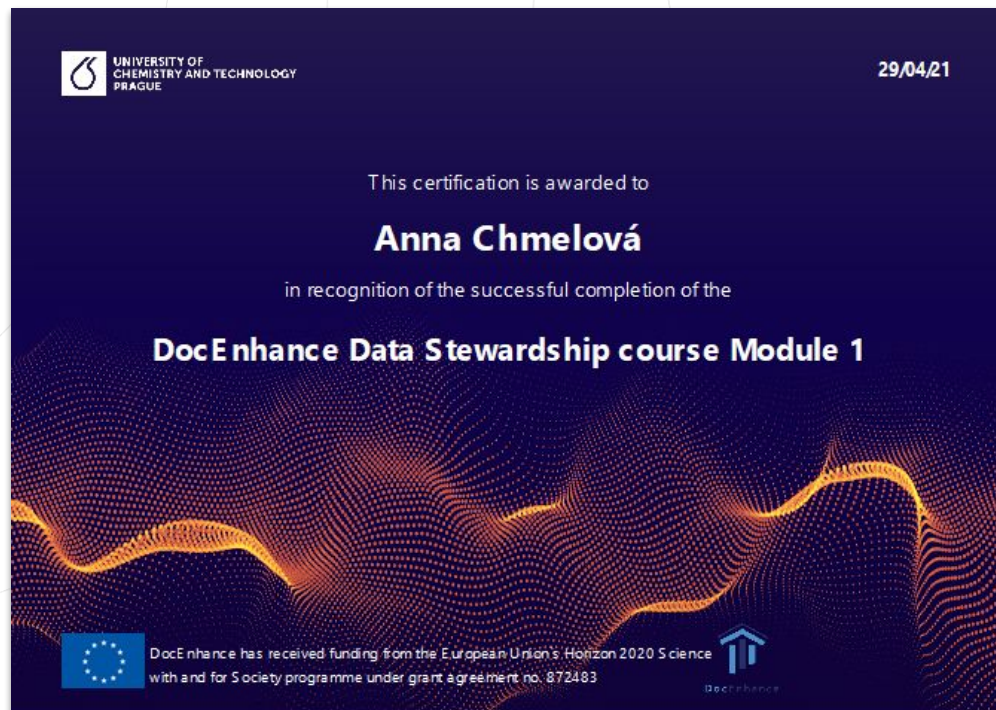 UNIVERSITY OF
CHEMISTRY AND TECHNOLOGY
PRAGUE
29/04/21
This certification is awarded to
Anna Chmelová
in recognition of the successful completion of the
DocEnhance Data Stewardship course Module 1
DocEnhance has received funding from the European Union's Horizon 2020 Science
with and for Society programme under grant agreement no. 872483
DocEnhance